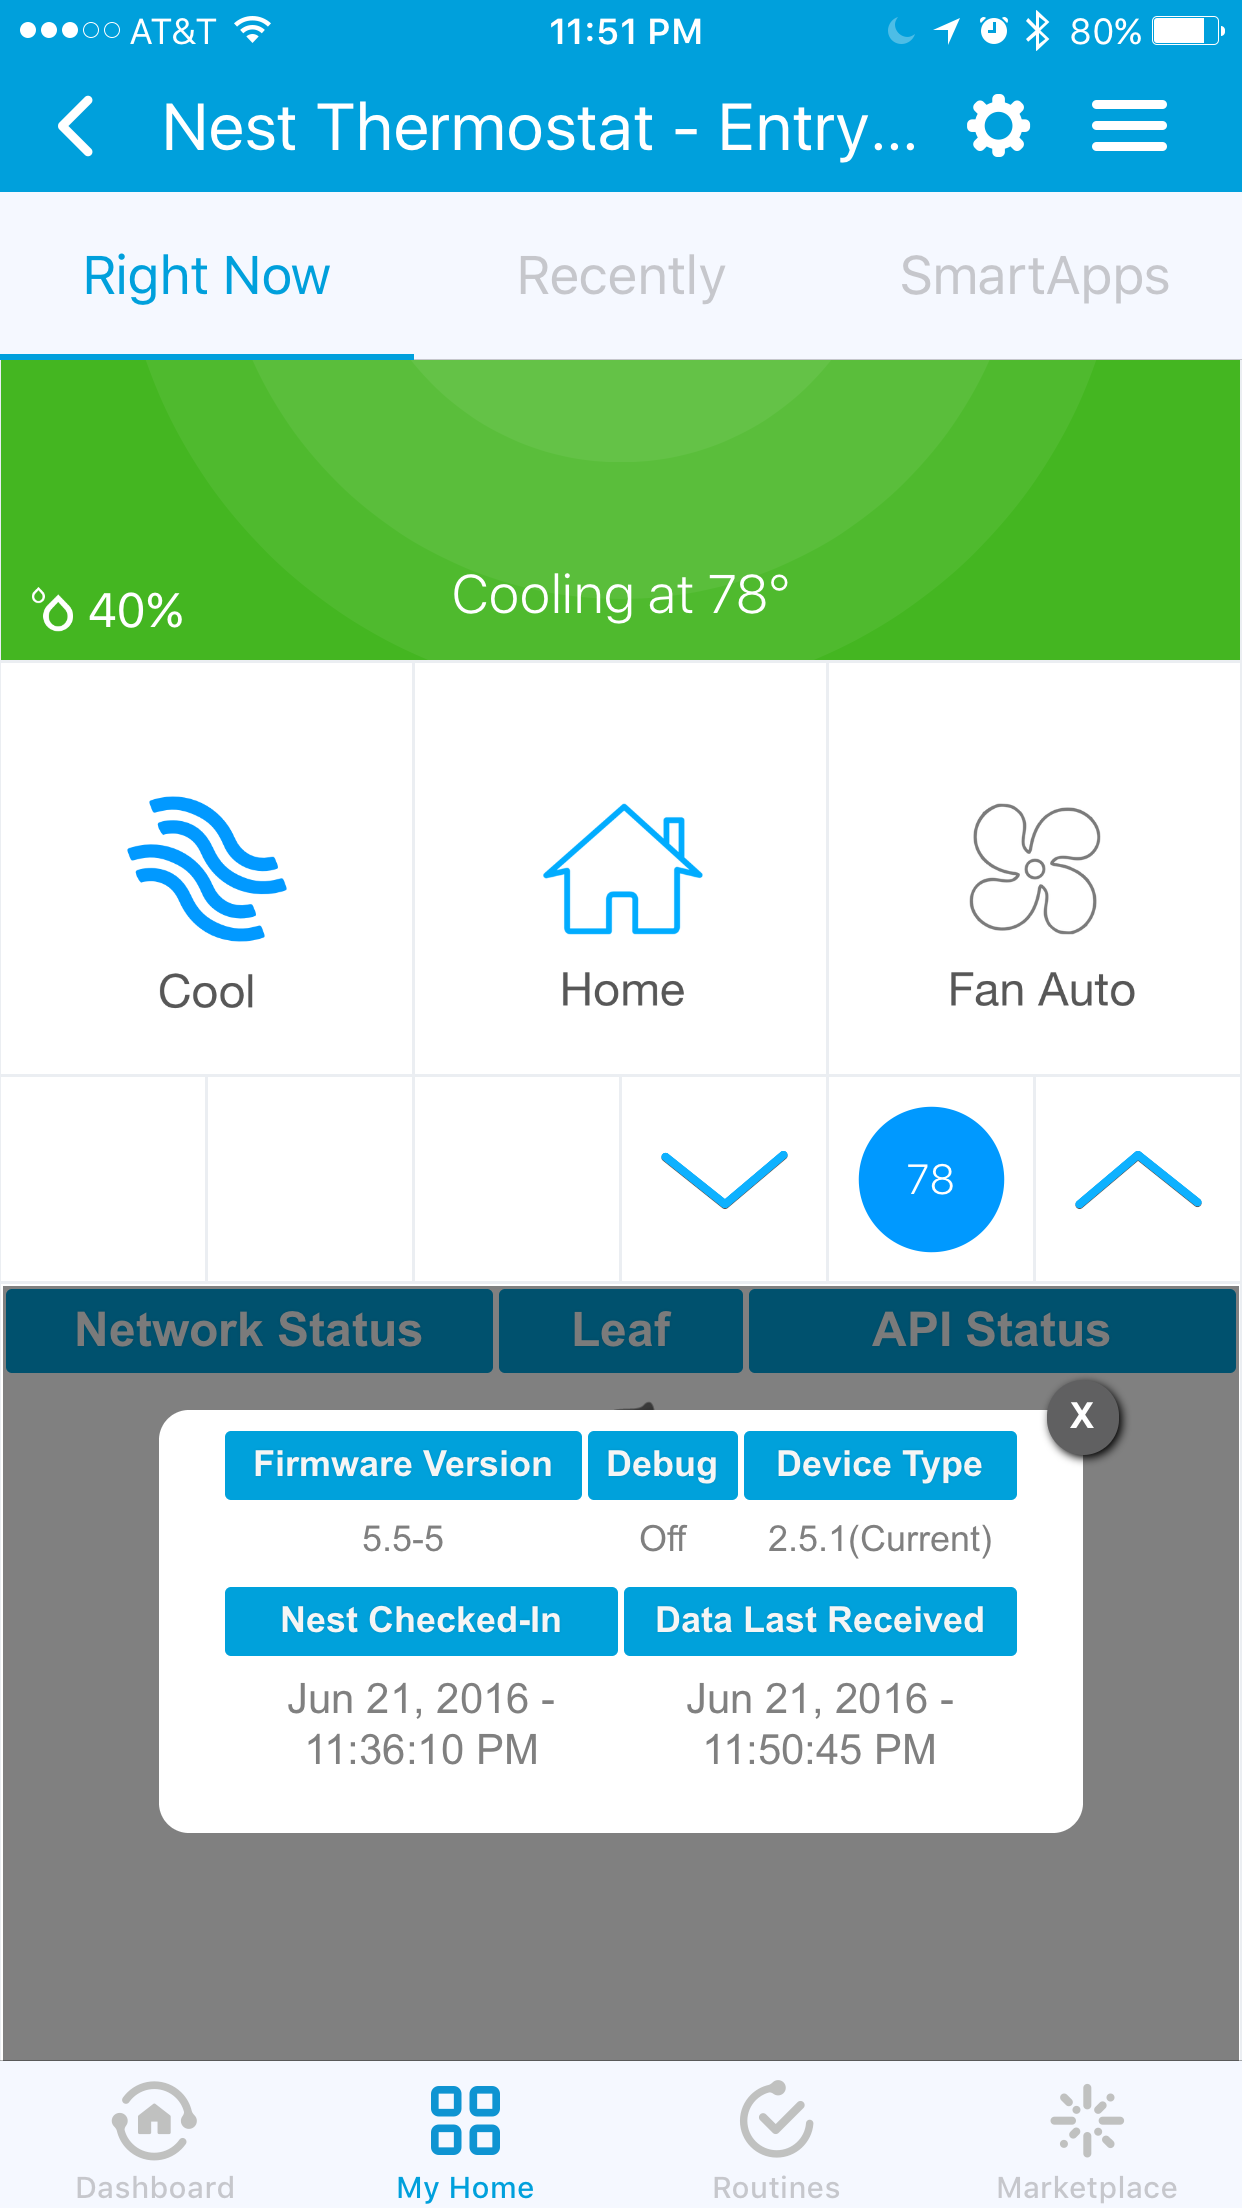 AT&T 11:51 PM 80%
Nest Thermostat - Entry...
Right Now Recently SmartApps
40% Cooling at 78°
Cool Home Fan Auto
78
Network Status Leaf API Status
X
Firmware Version Debug Device Type
5.5-5 Off 2.5.1(Current)
Nest Checked-In Data Last Received
Jun 21, 2016 - Jun 21, 2016 -
11:36:10 PM 11:50:45 PM
Dashboard My Home Routines Marketplace